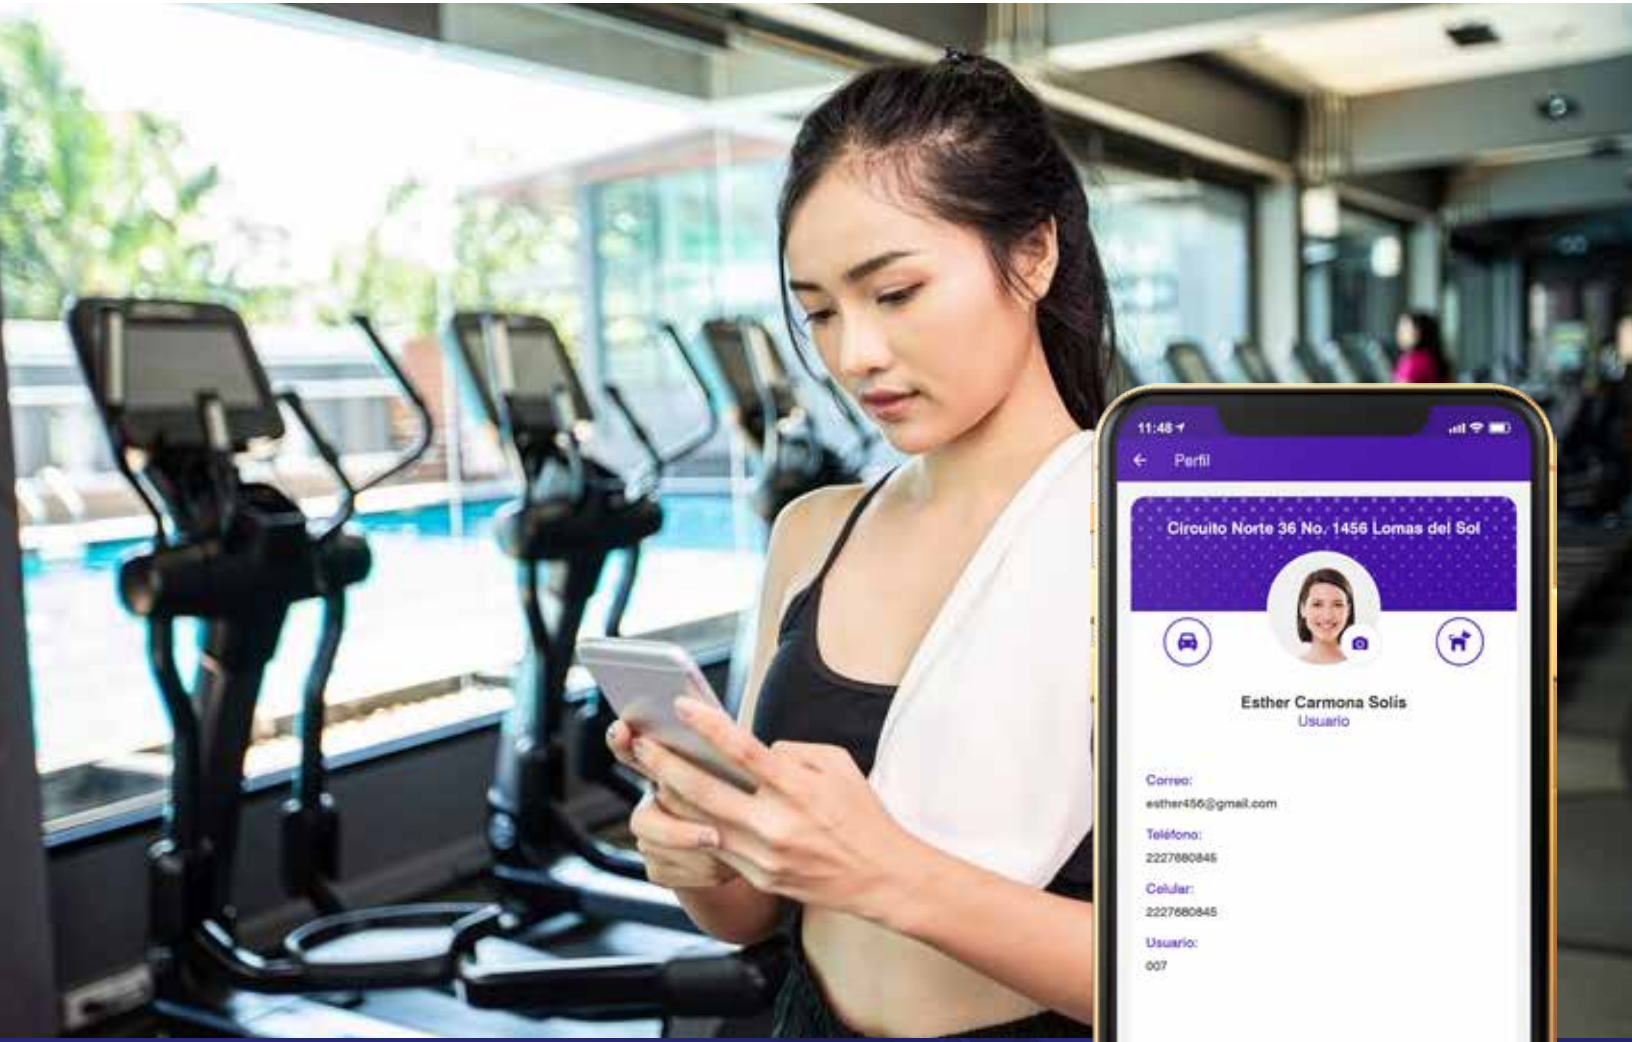 11:48
Perfil
Circuito Norte 36 No. 1456 Lomas del Sol
Esther Carmona Solís
Usuario
Correo:
esther456@gmail.com
Teléfono:
2227680845
Celular:
2227680845
Usuario:
007